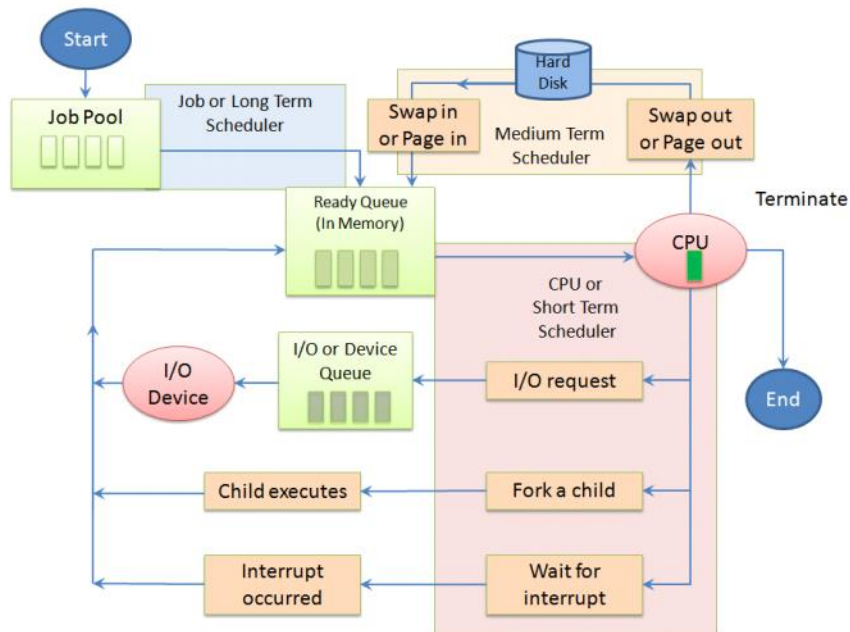 Start
Hard
Disk
Job Pool
Job or Long Term
Scheduler
Swap in
or Page in
Medium Term
Scheduler
Swap out
or Page out
Terminate
Ready Queue
(In Memory)
CPU
CPU or
Short Term
Scheduler
I/O
Device
I/O or Device
Queue
I/O request
End
Child executes
Fork a child
Interrupt
occurred
Wait for
interrupt